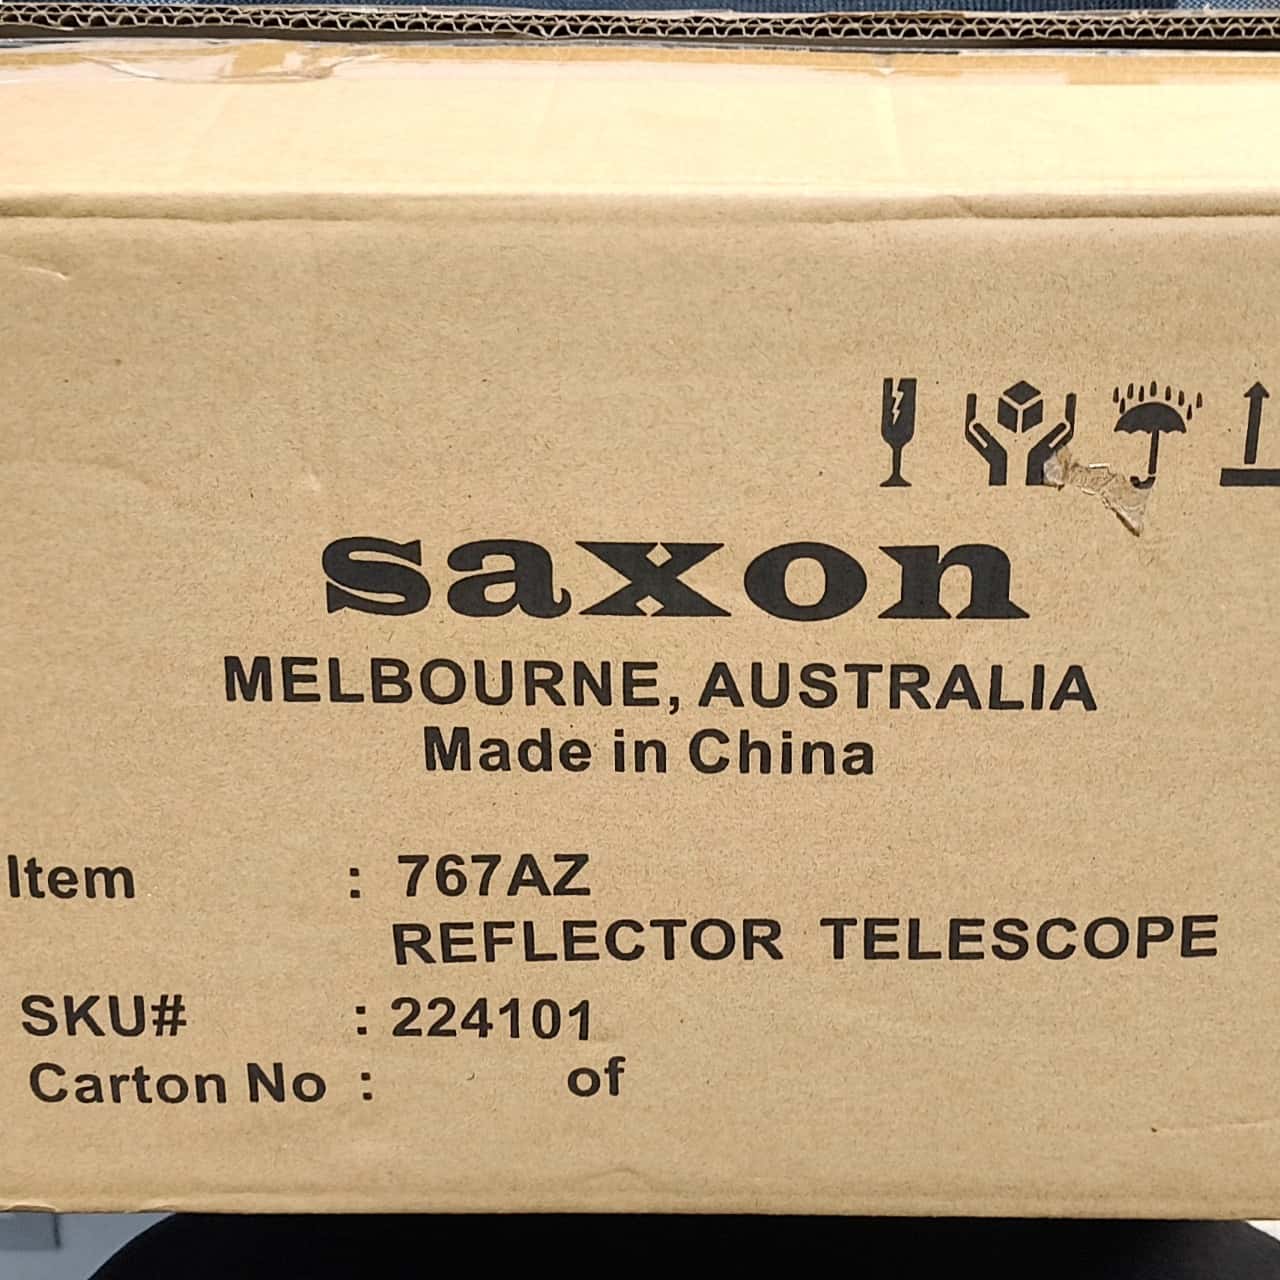 saxon
MELBOURNE, AUSTRALIA
Made in China
Item : 767AZ
REFLECTOR TELESCOPE
SKU# : 224101
Carton No : of